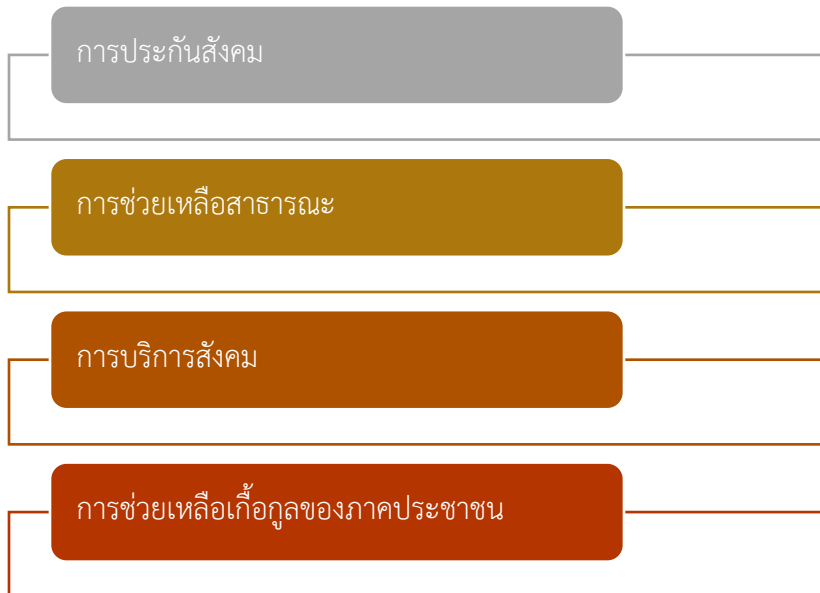 การประกันสังคม
การช่วยเหลือสาธารณะ
การบริการสังคม
การช่วยเหลือเกื้อกูลของภาคประชาชน